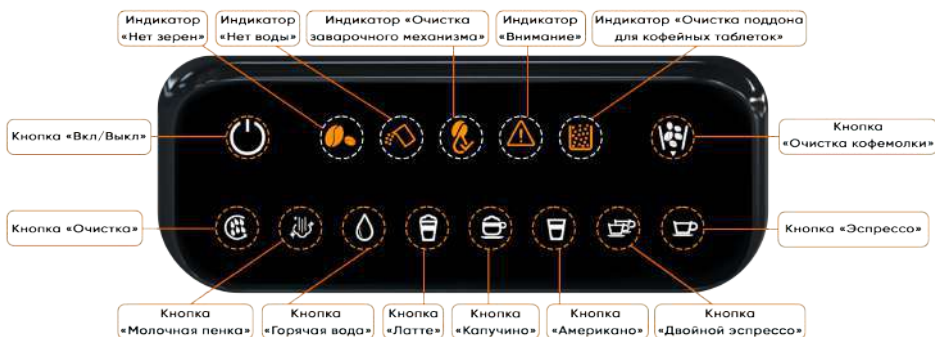 Индикатор
«Нет зерен»
Индикатор
«Нет воды»
Индикатор «Очистка
заварочного механизма»
Индикатор
«Внимание»
Индикатор «Очистка поддона
для кофейных таблеток»
Кнопка «Вкл/Выкл»
Кнопка
«Очистка кофемолки»
Кнопка «Очистка»
Кнопка «Эспрессо»
Кнопка
«Молочная пенка»
Кнопка
«Горячая вода»
Кнопка
«Латте»
Кнопка
«Капучино»
Кнопка
«Американо»
Кнопка
«Двойной эспрессо»